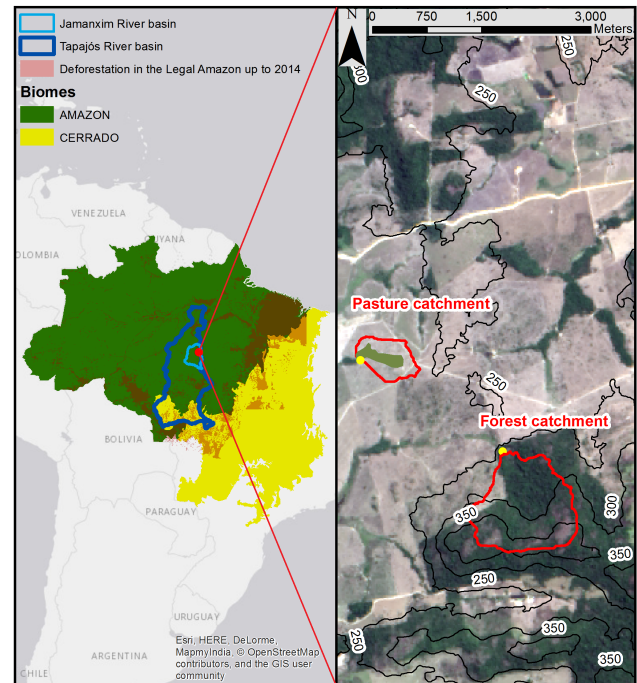 Jamanxim River basin
Tapajós River basin
Deforestation in the Legal Amazon up to 2014
Biomes
AMAZON
CERRADO
VENEZUELA
UYANA
OLOMBIA
BOLIVIA
PARAGUAY
URUGUAY
ARGENTINA
CHILE
Esri, HERE, DeLorme,
MapmyIndia, © OpenStreetMap
contributors, and the GIS user
community
N
0 750 1,500 3,000
Meters
250
300
250
Pasture catchment
250
Forest catchment
350
300
350
250
350
250
350